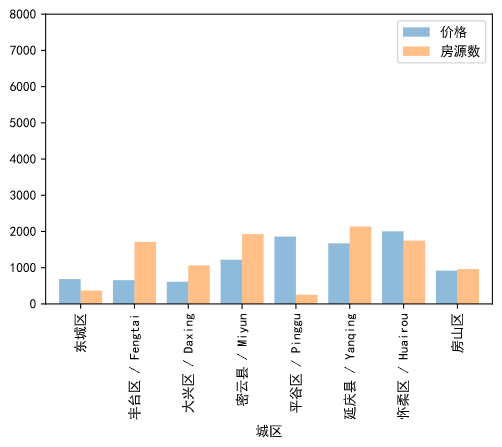 8000
7000
6000
5000
4000
3000
2000
1000
0
价格
房源数
东城区
丰台区 / Fengtai
大兴区 / Daxing
密云县 / Miyun
平谷区 / Pinggu
延庆县 / Yanqing
怀柔区 / Huairou
房山区
城区